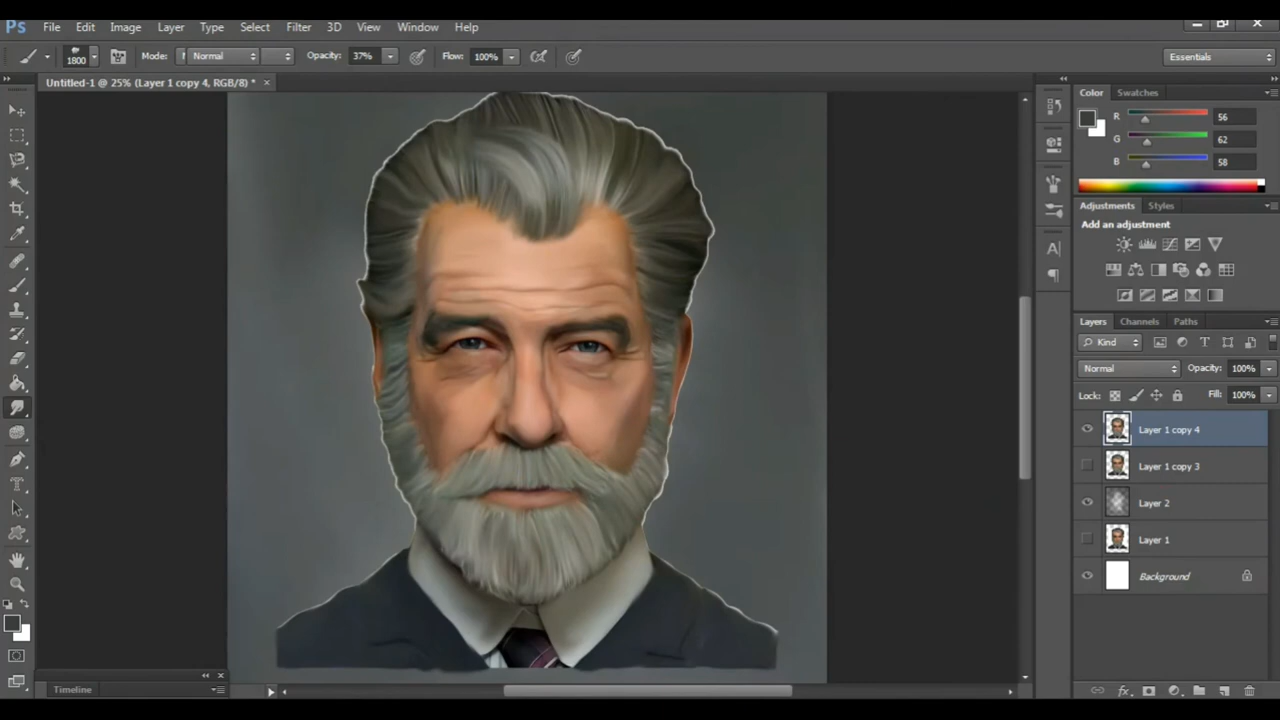 Ps File Edit Image Layer Type Select Filter 3D View Window Help
1800 Mode: Normal Opacity: 37% Flow: 100% Essentials
Untitled-1 @ 25% (Layer 1 copy 4, RGB/8) * ×
Color Swatches
R 56
G 62
B 58
Adjustments Styles
Add an adjustment
Layers Channels Paths
Kind
Normal Opacity: 100%
Lock: Fill: 100%
Layer 1 copy 4
Layer 1 copy 3
Layer 2
Layer 1
Background
Timeline